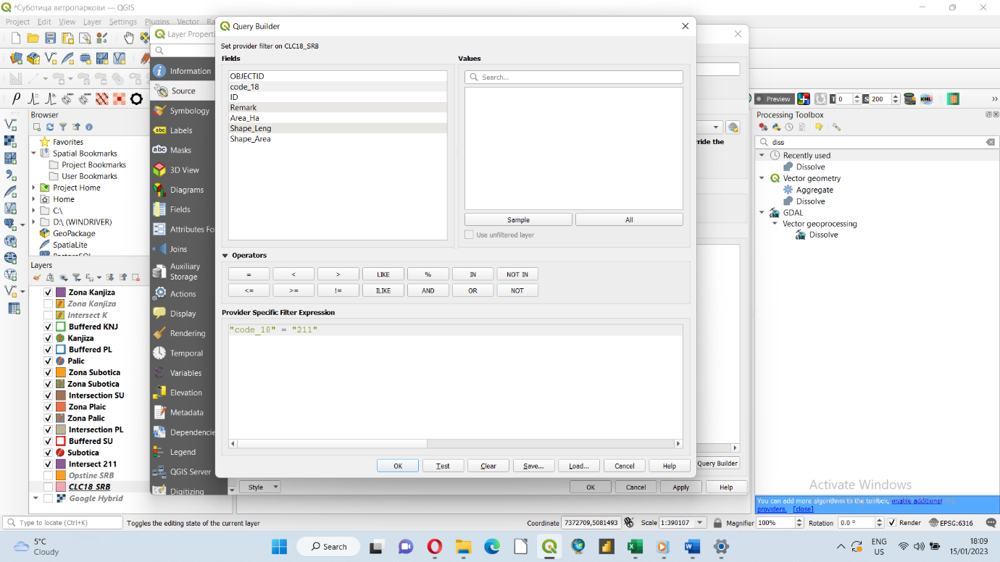 *Суботица ветропаркови — QGIS
Project Edit View Layer Settings Plugins Vector Ra
Layer Properti
Query Builder
Set provider filter on CLC18_SRB
Fields
OBJECTID
code_18
ID
Remark
Area_Ha
Shape_Leng
Shape_Area
Values
Search...
Sample
All
Use unfiltered layer
Operators
= < > LIKE % IN NOT IN
<= >= != ILIKE AND OR NOT
Provider Specific Filter Expression
"code_18" = "211"
OK Test Clear Save... Load... Cancel Help
Information
Source
Symbology
Labels
Masks
3D View
Diagrams
Fields
Attributes Fo
Joins
Auxiliary
Storage
Actions
Display
Rendering
Temporal
Variables
Elevation
Metadata
Dependencie
Legend
QGIS Server
Digitizing
ride the
Query Builder
Style
OK Cancel Apply Help
Browser
Favorites
Spatial Bookmarks
Project Bookmarks
User Bookmarks
Project Home
Home
C:\
D:\ (WINDRIVER)
GeoPackage
SpatiaLite
PostgreSQL
Layers
Zona Kanjiza
Zona Kanjiza
Intersect K
Buffered KNJ
Kanjiza
Buffered PL
Palic
Zona Subotica
Zona Subotica
Intersection SU
Zona Plaic
Zona Palic
Intersection PL
Buffered SU
Subotica
Intersect 211
Opstine SRB
CLC18 SRB
Google Hybrid
Preview T 0 S 200 KML
Processing Toolbox
diss
Recently used
Dissolve
Vector geometry
Aggregate
Dissolve
GDAL
Vector geoprocessing
Dissolve
Activate Windows
You can add more algorithms to the toolbox, enable additional
providers. [close]
Type to locate (Ctrl+K)
Toggles the editing state of the current layer
Coordinate 7372709,5081493
Scale 1:390107
Magnifier 100%
Rotation 0.0 °
Render
EPSG:6316
5°C
Cloudy
Search
ENG
US
18:09
15/01/2023